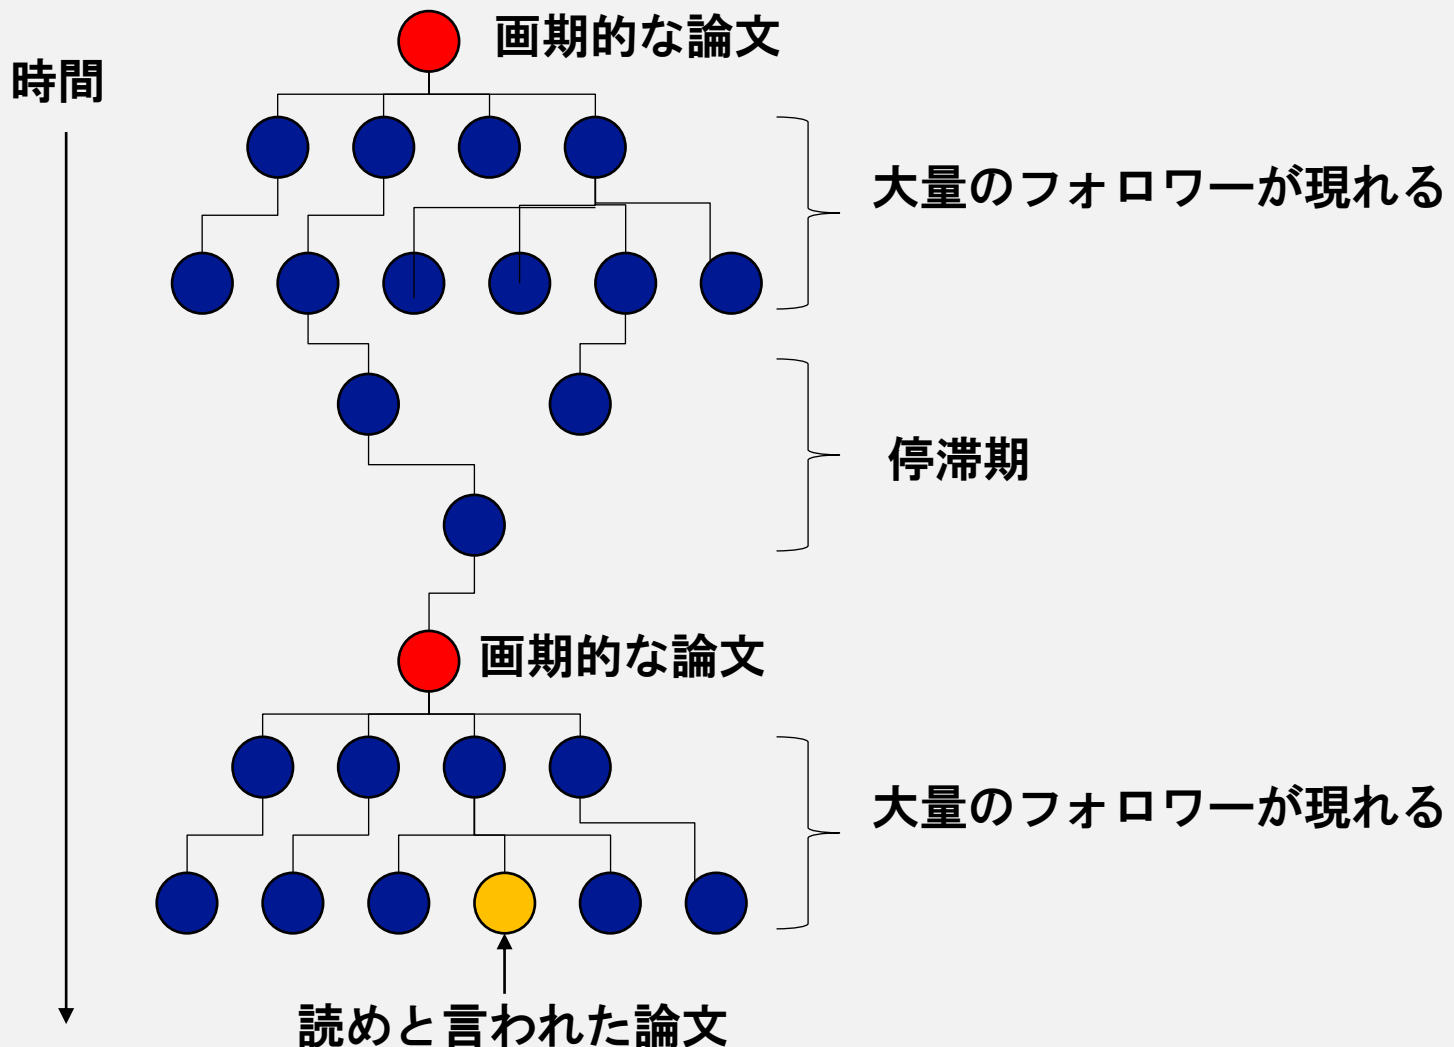 画期的な論文
時間
大量のフォロワーが現れる
停滞期
画期的な論文
大量のフォロワーが現れる
読めと言われた論文